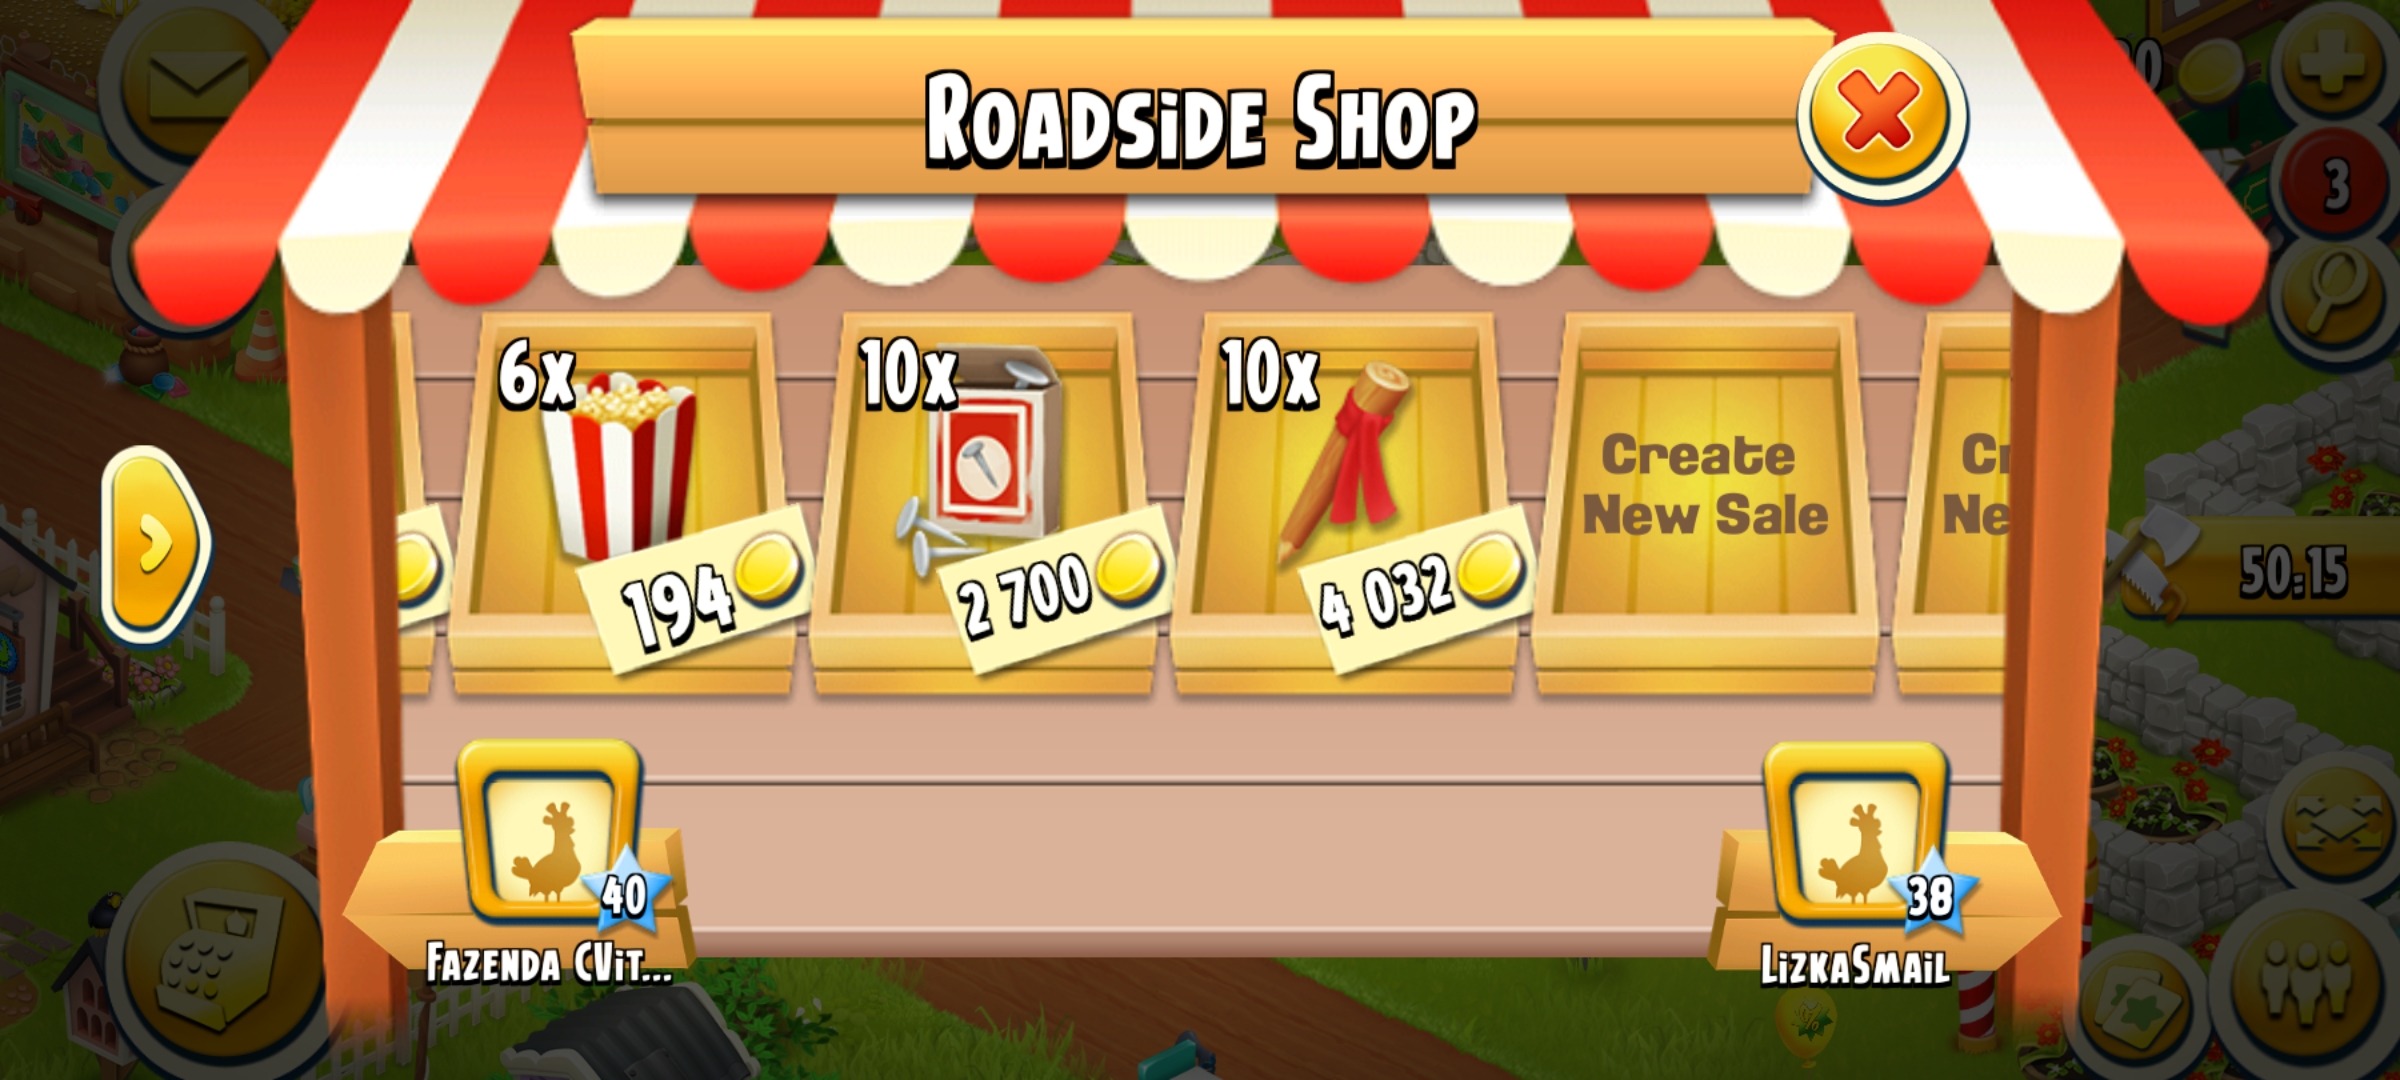 Roadside Shop
3
6x
10x
10x
Create
New Sale
194
2 700
4 032
50:15
40
38
Fazenda CVit...
LizkaSmail